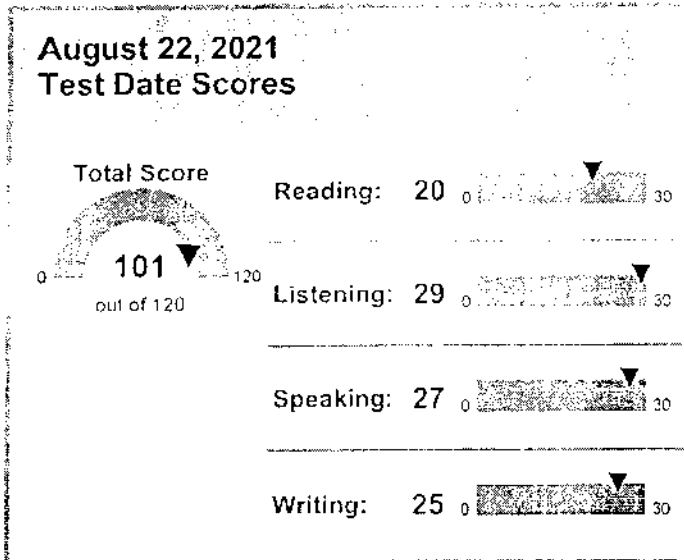 August 22, 2021
Test Date Scores
Total Score
0 101 120
out of 120
Reading: 20 0 30
Listening: 29 0 30
Speaking: 27 0 30
Writing: 25 0 30